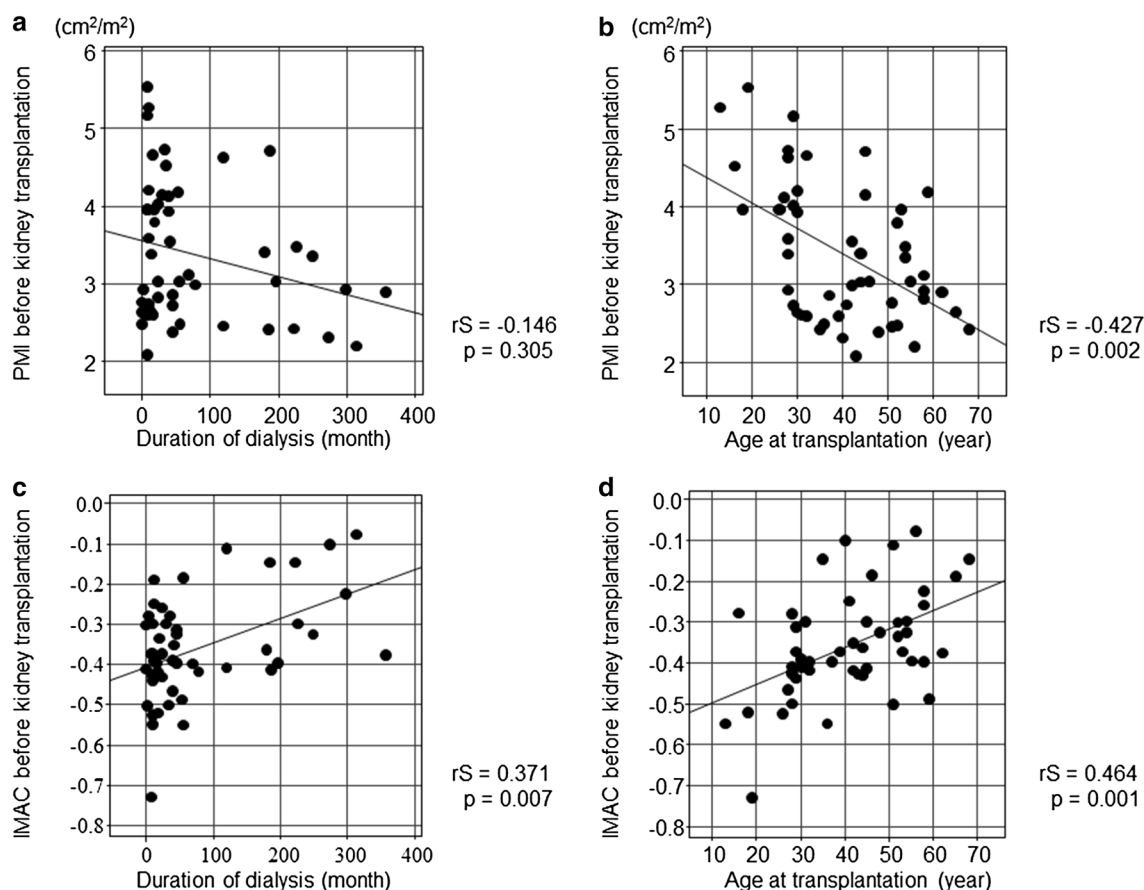 a (cm²/m²)
PMI before kidney transplantation
6
5
4
3
2
0 100 200 300 400
Duration of dialysis (month)
rS = -0.146
p = 0.305
b (cm²/m²)
PMI before kidney transplantation
6
5
4
3
2
10 20 30 40 50 60 70
Age at transplantation (year)
rS = -0.427
p = 0.002
c
IMAC before kidney transplantation
0.0
-0.1
-0.2
-0.3
-0.4
-0.5
-0.6
-0.7
-0.8
0 100 200 300 400
Duration of dialysis (month)
rS = 0.371
p = 0.007
d
IMAC before kidney transplantation
0.0
-0.1
-0.2
-0.3
-0.4
-0.5
-0.6
-0.7
-0.8
10 20 30 40 50 60 70
Age at transplantation (year)
rS = 0.464
p = 0.001